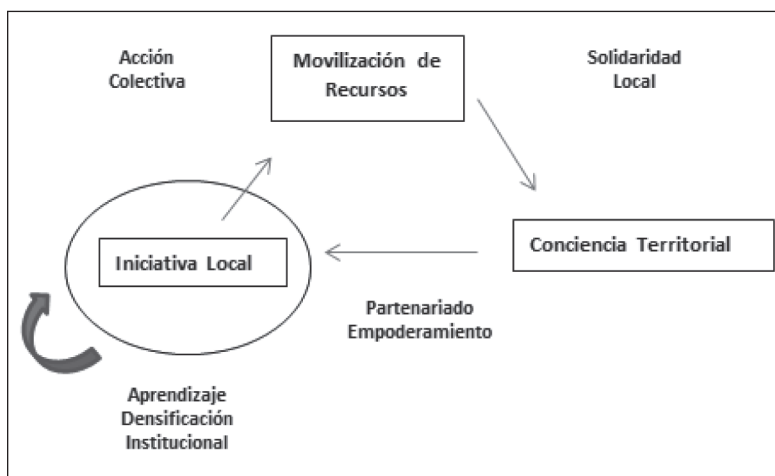 Acción
Colectiva
Movilización de
Recursos
Solidaridad
Local
Iniciativa Local
Conciencia Territorial
Partenariado
Empoderamiento
Aprendizaje
Densificación
Institucional